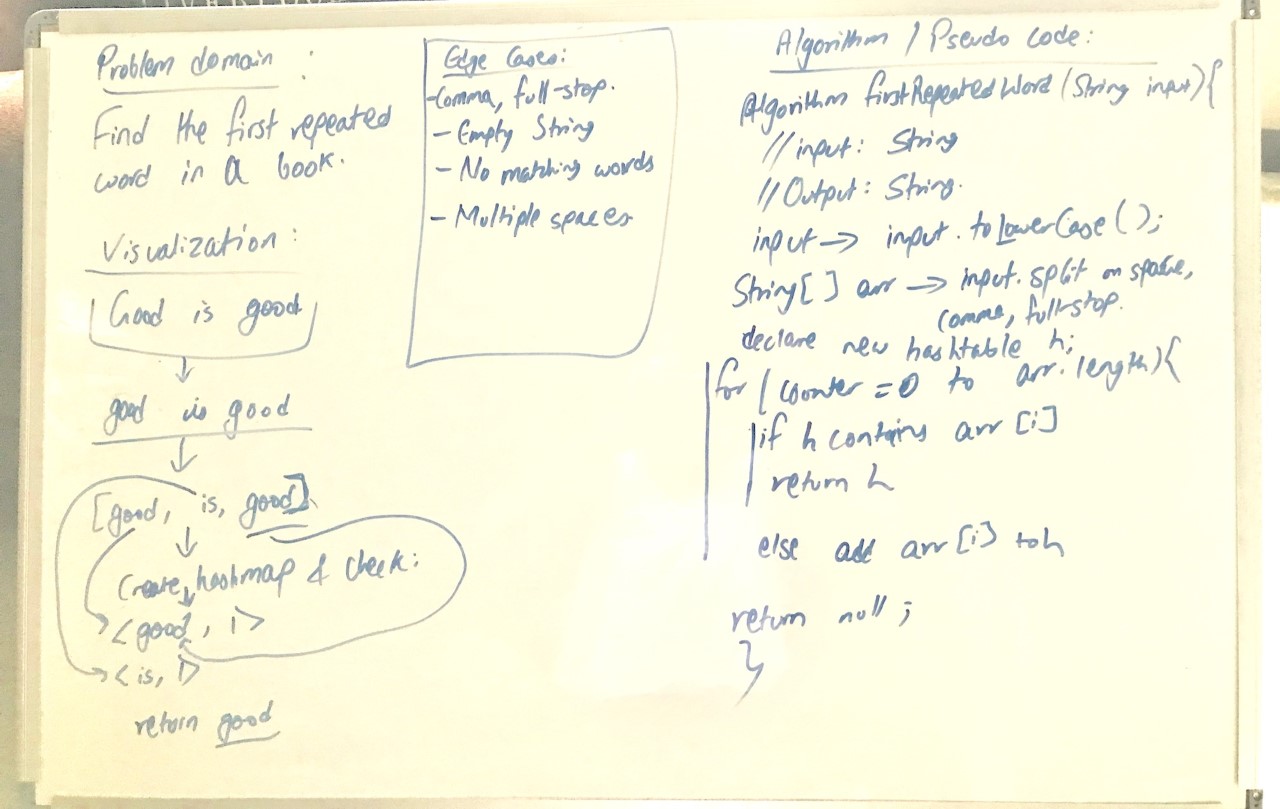 Problem domain :
Find the first repeated
word in a book.
Visualization :
Good is good
good is good
[good, is, good]
Create hashmap & check:
<good, 1>
<is, 1>
return good
Edge Cases:
-Comma, full-stop.
- Empty String
- No matching words
- Multiple spaces
Algorithm / Pseudo code:
Algorithm firstRepeatedWord (String input){
//input: String
//Output: String.
input → input.toLowerCase();
String[] arr → input.split on space,
comma, full-stop.
declare new hashtable h;
for (counter = 0 to arr.length){
if h contains arr [i]
return h
else add arr [i] to h
return null ;
}